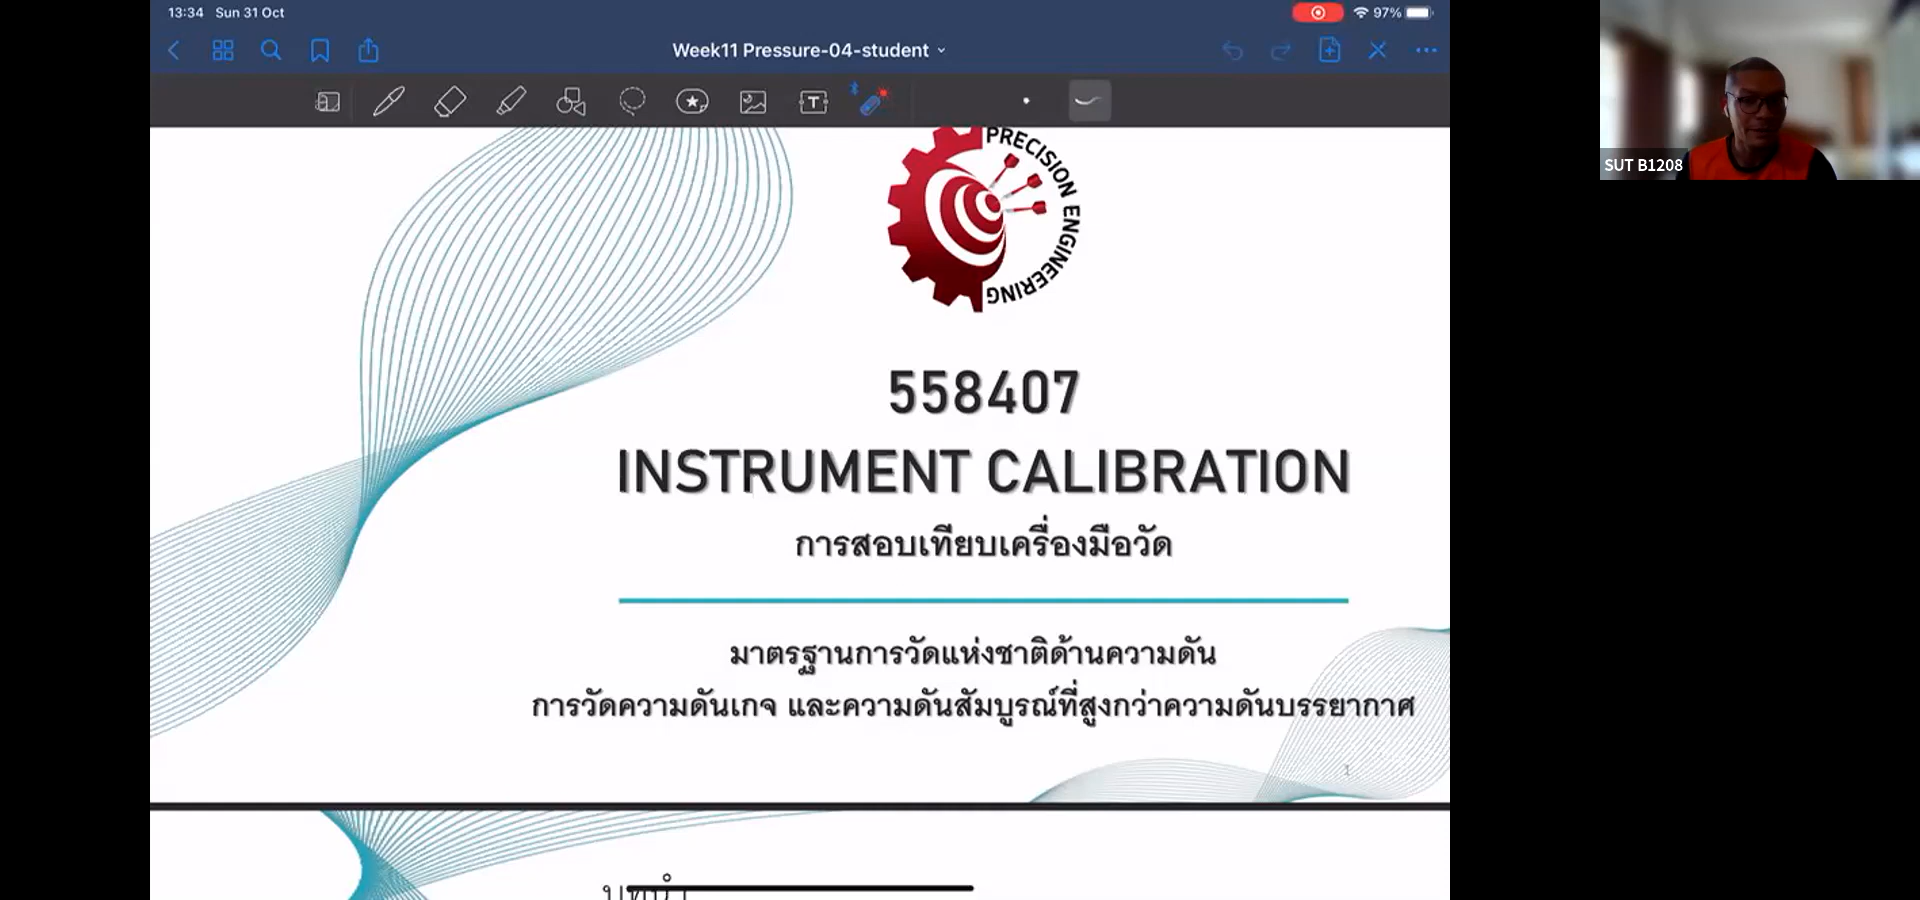 13:34 Sun 31 Oct
97%
Week11 Pressure-04-student
T
PRECISION ENGINEERING
558407
INSTRUMENT CALIBRATION
การสอบเทียบเครื่องมือวัด
มาตรฐานการวัดแห่งชาติด้านความดัน
การวัดความดันเกจ และความดันสัมบูรณ์ที่สูงกว่าความดันบรรยากาศ
1
บทนำ
SUT B1208